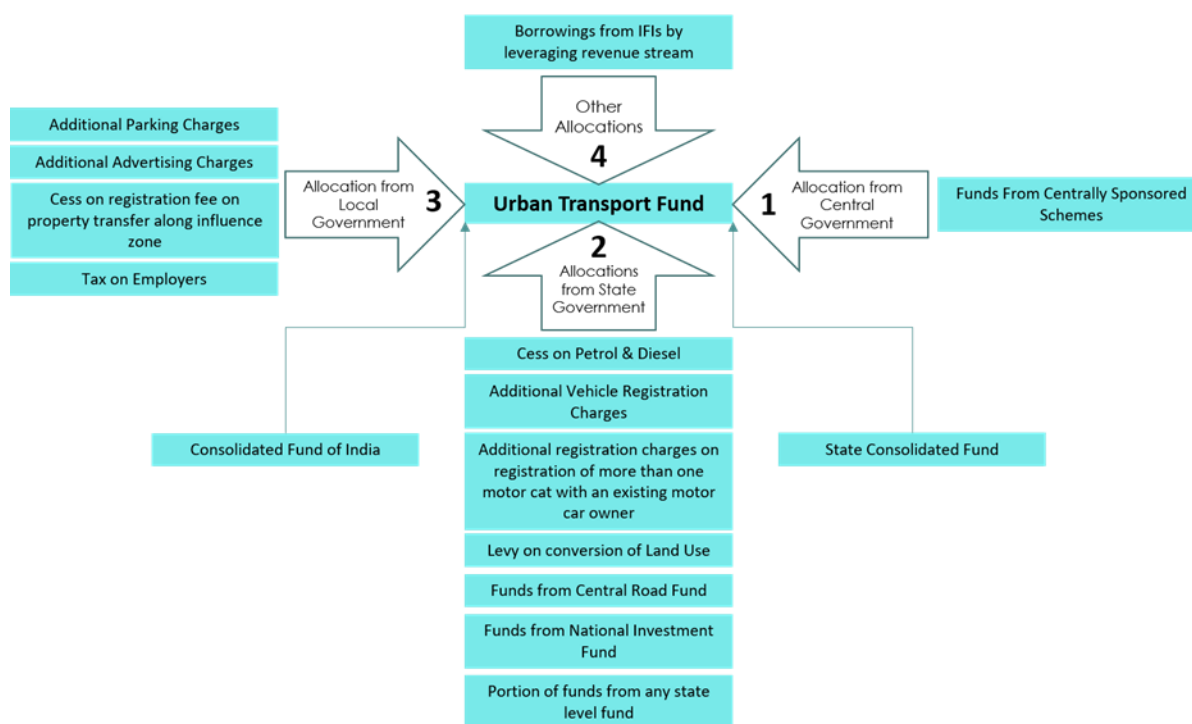 Borrowings from IFIs by
leveraging revenue stream
Other
Allocations
4
Additional Parking Charges
Additional Advertising Charges
Cess on registration fee on
property transfer along influence
zone
Tax on Employers
Allocation from
Local
Government
3
Urban Transport Fund
1
Allocation from
Central
Government
Funds From Centrally Sponsored
Schemes
2
Allocations
from State
Government
Cess on Petrol & Diesel
Additional Vehicle Registration
Charges
Additional registration charges on
registration of more than one
motor cat with an existing motor
car owner
Levy on conversion of Land Use
Funds from Central Road Fund
Funds from National Investment
Fund
Portion of funds from any state
level fund
Consolidated Fund of India
State Consolidated Fund